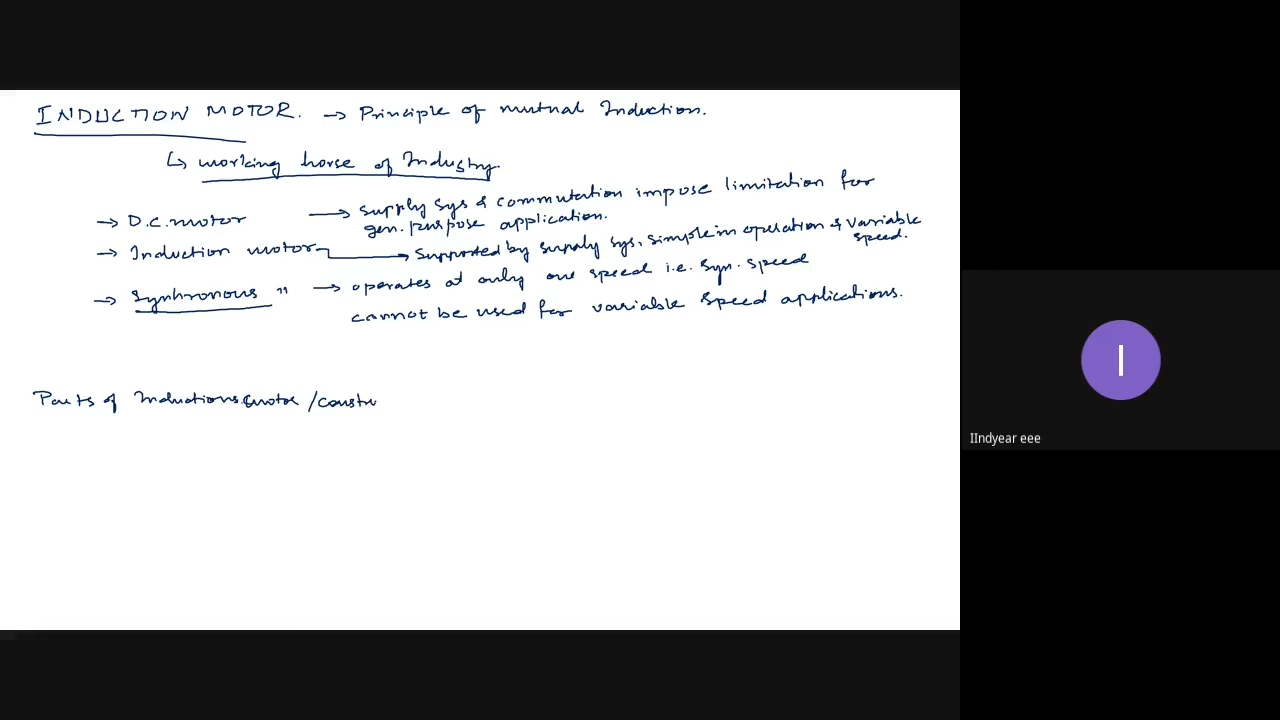 INDUCTION MOTOR. → Principle of mutual Induction.
↳ working horse of Industry.
→ D.C. motor → supply sys & commutation impose limitation for
gen. purpose application.
→ Induction motor → supported by supply sys, simple in operation & variable
speed.
→ Synhronous " → operates at only one speed i.e. syn. speed
cannot be used for variable speed applications.
Parts of Induction motor / constr
I
IIndyear eee